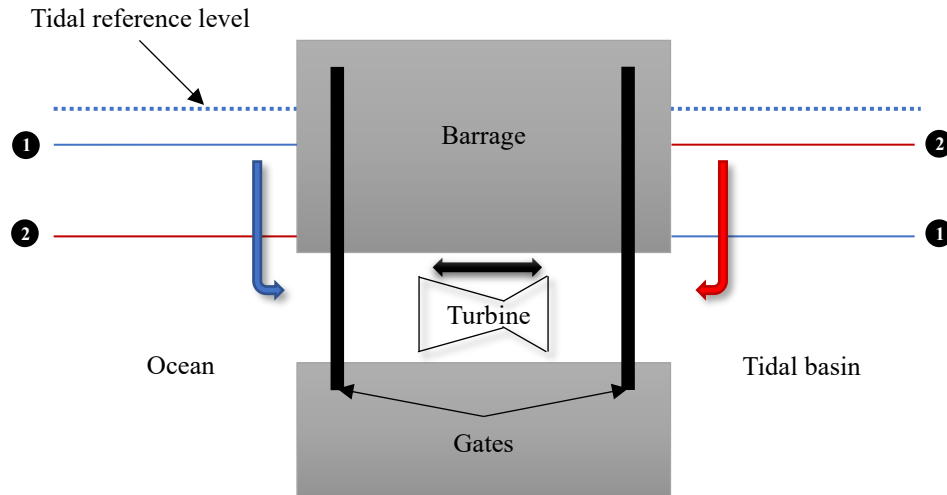 Tidal reference level
Barrage
1
2
2
1
Turbine
Ocean
Tidal basin
Gates